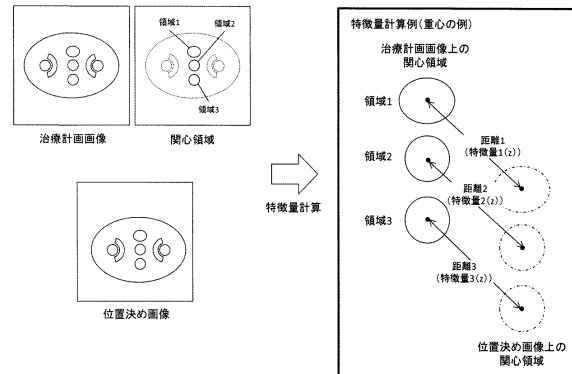 領域1
領域2
領域3
治療計画画像
関心領域
位置決め画像
特徴量計算
特徴量計算例(重心の例)
治療計画画像上の
関心領域
領域1
領域2
領域3
距離1
(特徴量1(z))
距離2
(特徴量2(z))
距離3
(特徴量3(z))
位置決め画像上の
関心領域